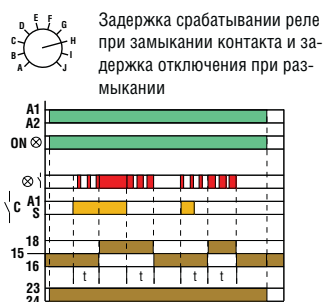 Задержка срабатывании реле
при замыкании контакта и за-
держка отключения при раз-
мыкании
E F
D G
C H
B I
A J
A1
A2
ON
C A1
S
18
15
16
t t t t
23
24